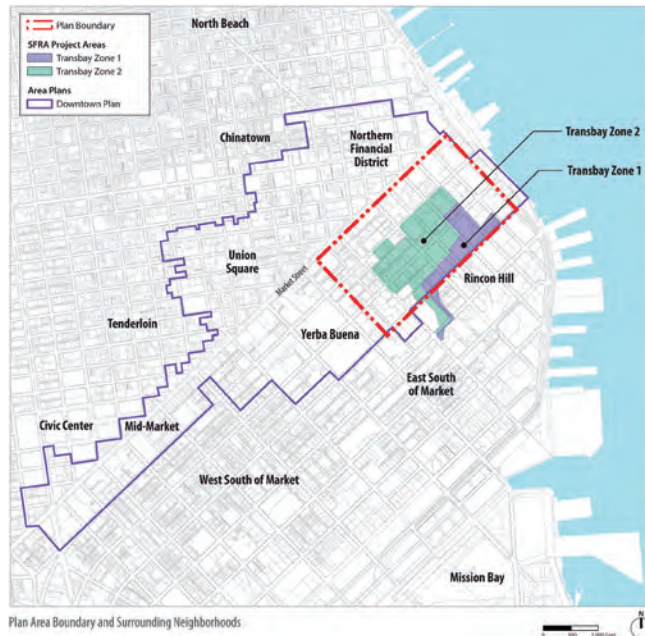 Plan Boundary
SFRA Project Areas
Transbay Zone 1
Transbay Zone 2
Area Plans
Downtown Plan
North Beach
Chinatown
Northern
Financial
District
Transbay Zone 2
Transbay Zone 1
Union
Square
Market Street
Rincon Hill
Tenderloin
Yerba Buena
East South
of Market
Civic Center
Mid-Market
West South of Market
Mission Bay
Plan Area Boundary and Surrounding Neighborhoods
N
0